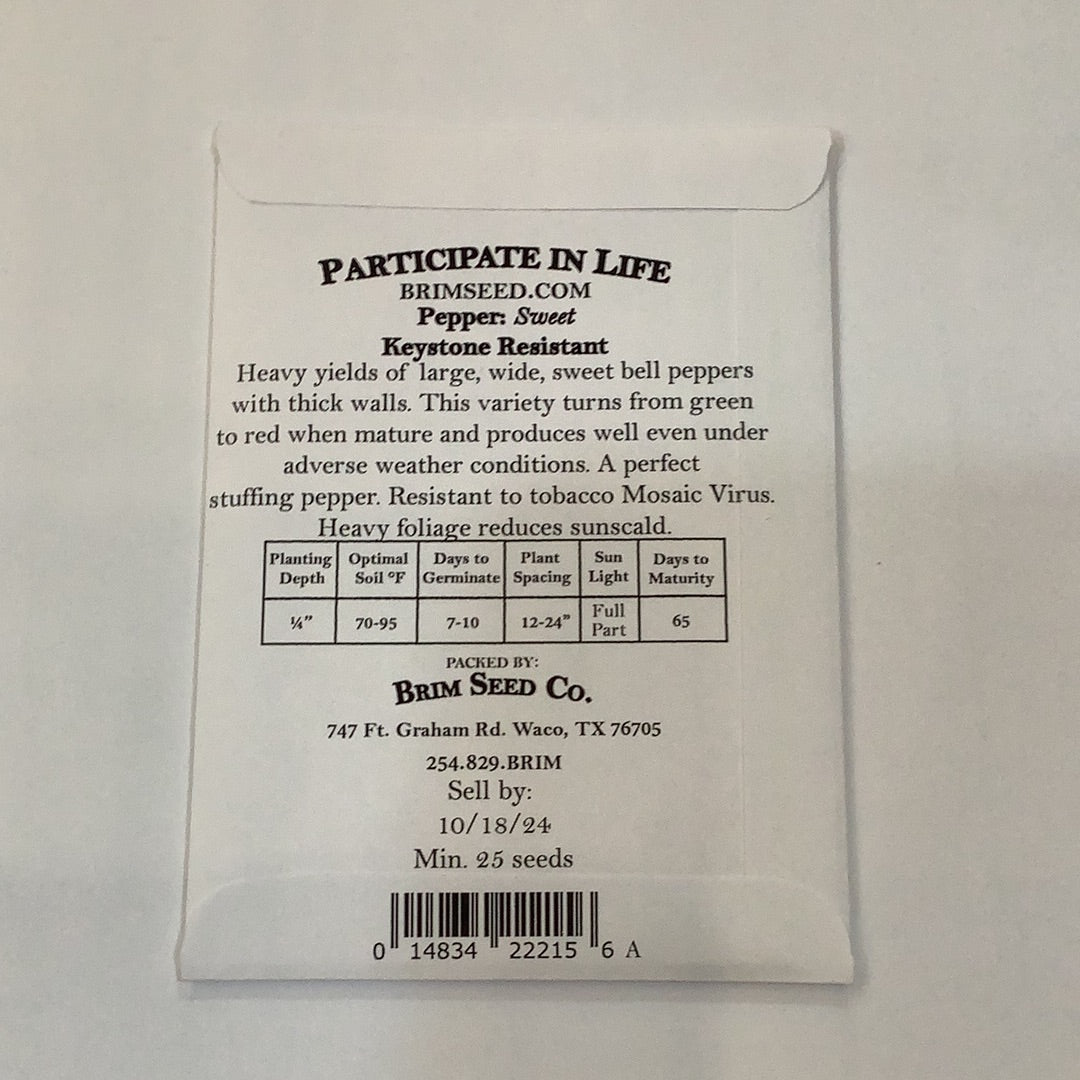 PARTICIPATE IN LIFE
BRIMSEED.COM
Pepper: Sweet
Keystone Resistant
Heavy yields of large, wide, sweet bell peppers
with thick walls. This variety turns from green
to red when mature and produces well even under
adverse weather conditions. A perfect
stuffing pepper. Resistant to tobacco Mosaic Virus.
Heavy foliage reduces sunscald.
Planting Depth Optimal Soil ºF Days to Germinate Plant Spacing Sun Light Days to Maturity
¼" 70-95 7-10 12-24" Full Part 65
PACKED BY:
BRIM SEED CO.
747 Ft. Graham Rd. Waco, TX 76705
254.829.BRIM
Sell by:
10/18/24
Min. 25 seeds
0 14834 22215 6 A